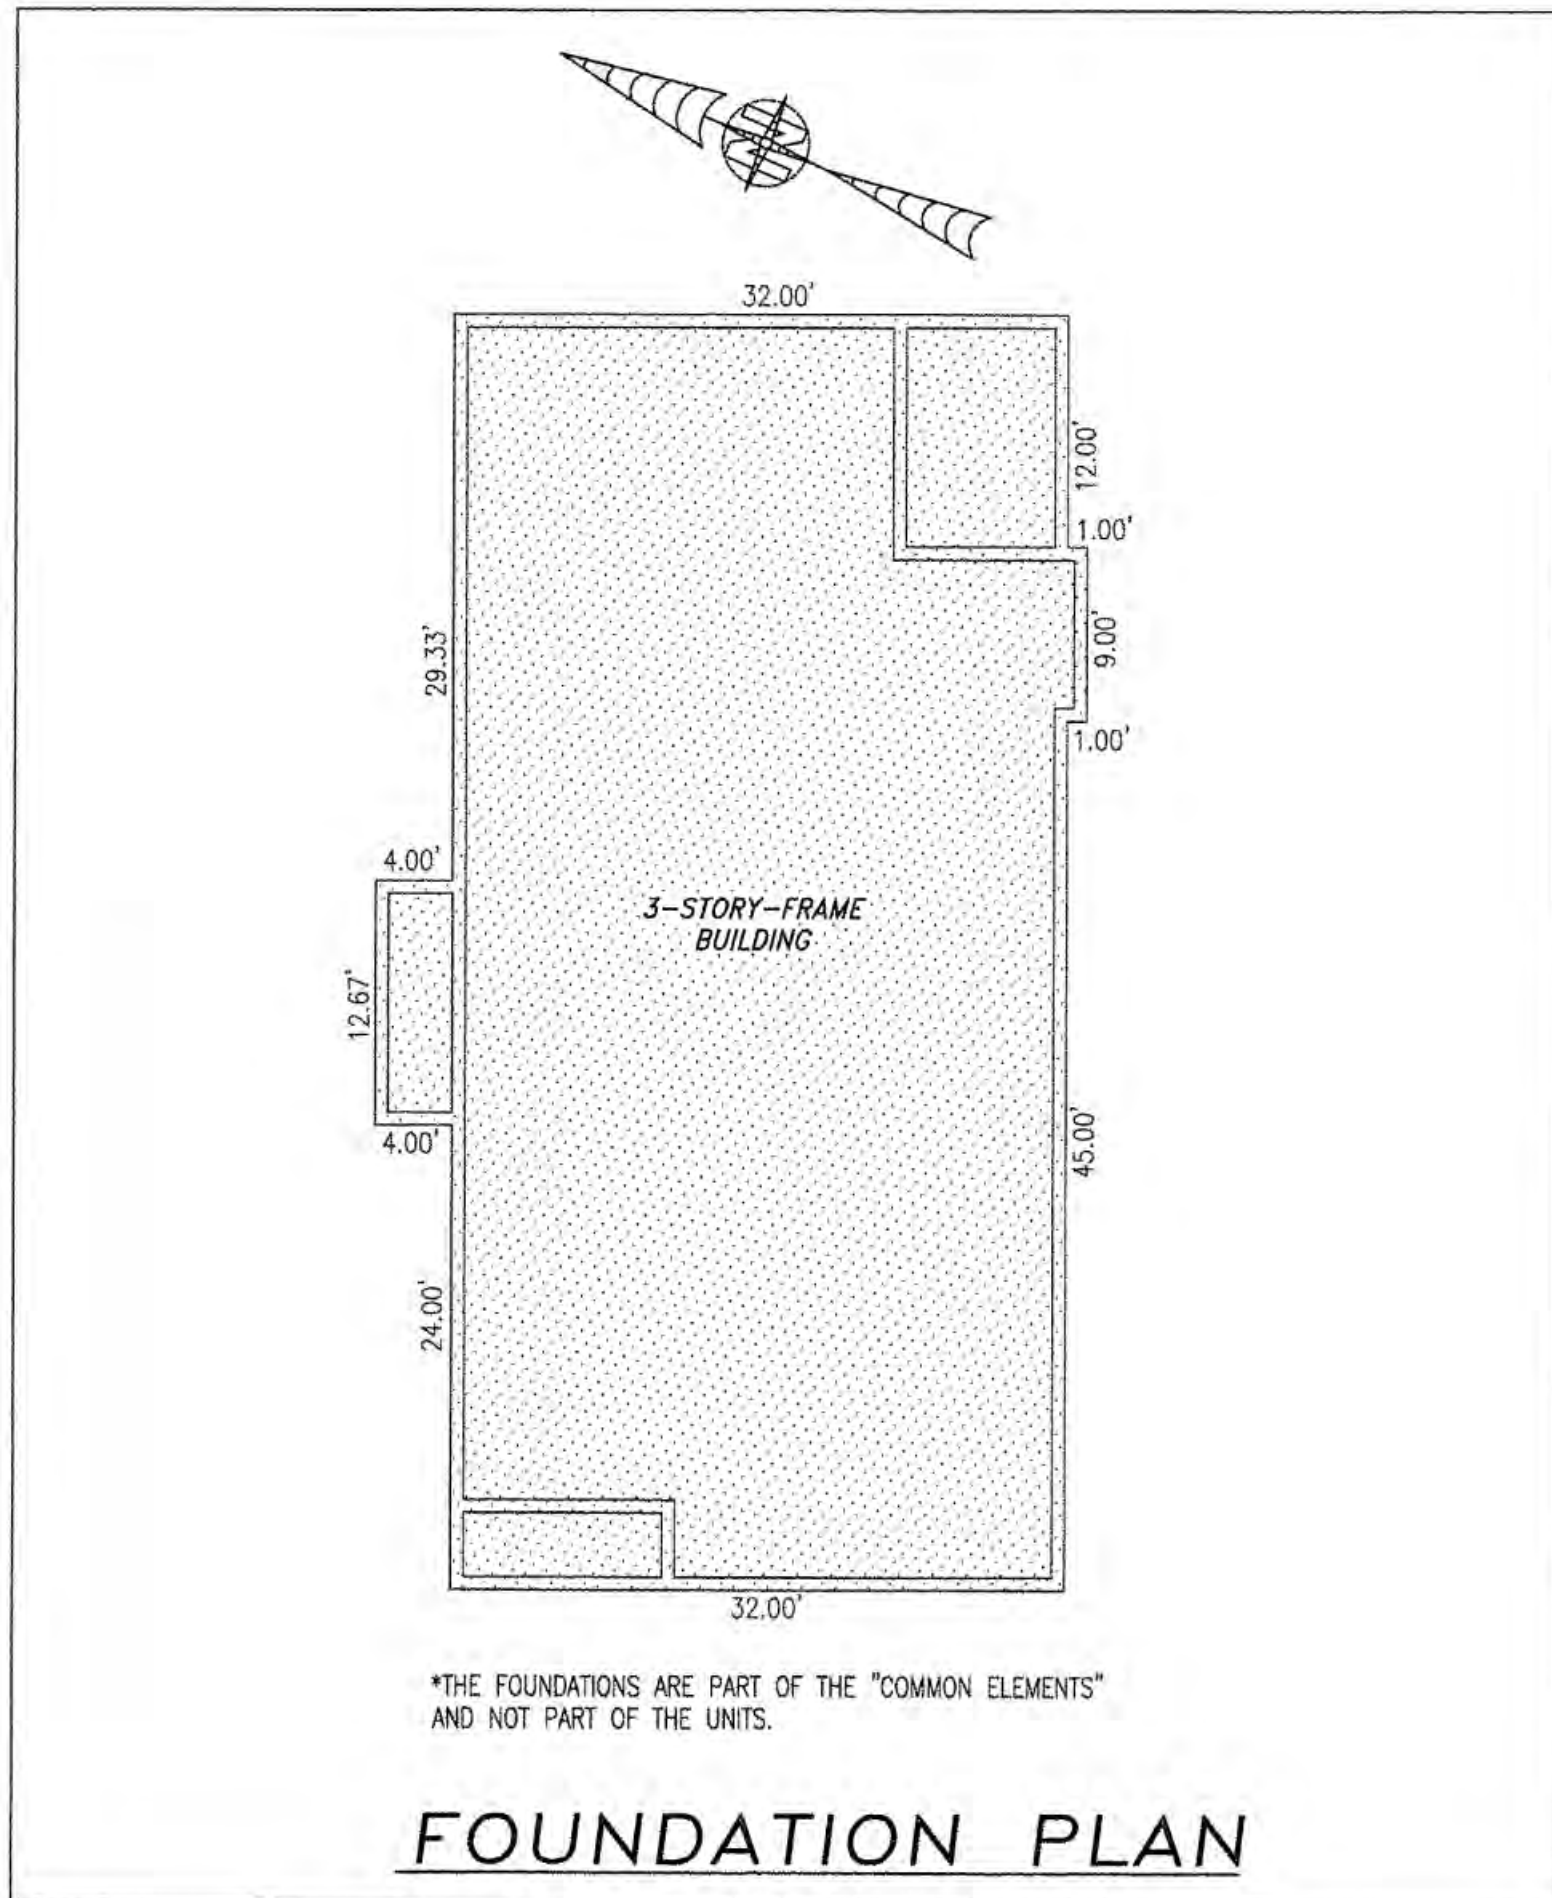 N
32.00'
12.00'
1.00'
9.00'
29.33'
1.00'
4.00'
3-STORY-FRAME
BUILDING
12.67'
4.00'
45.00'
24.00'
32.00'
*THE FOUNDATIONS ARE PART OF THE "COMMON ELEMENTS"
AND NOT PART OF THE UNITS.
FOUNDATION PLAN